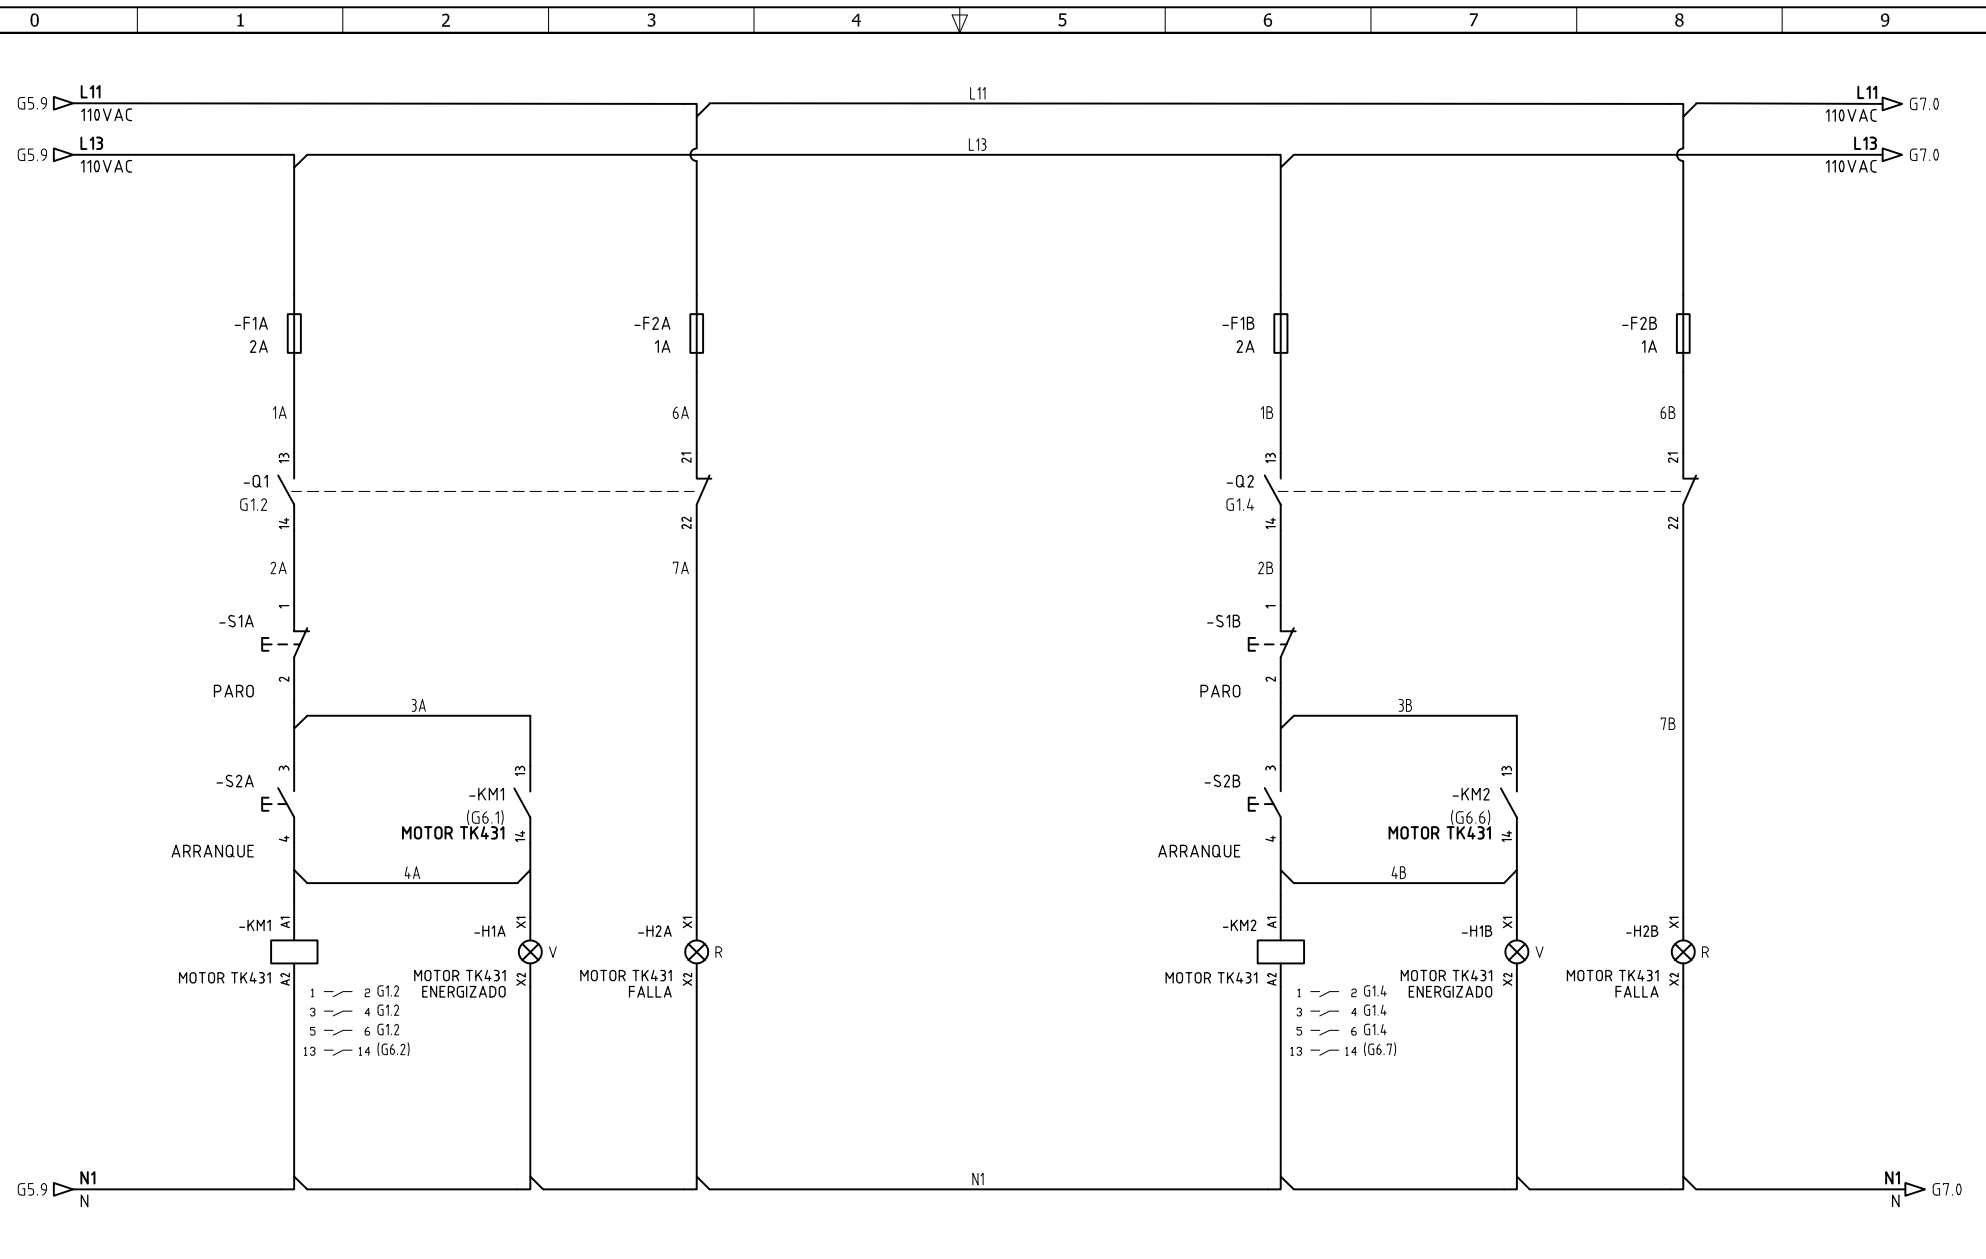 0 1 2 3 4 5 6 7 8 9
G5.9 L11 L11 L11 G7.0
110VAC 110VAC
G5.9 L13 L13 L13 G7.0
110VAC 110VAC
-F1A -F2A -F1B -F2B
2A 1A 2A 1A
1A 6A 1B 6B
13 21 13 21
-Q1 -Q2
G1.2 G1.4
14 22 14 22
2A 7A 2B
1 1
-S1A -S1B
E E
2 2
PARO PARO
3A 3B
7B
3 13 3 13
-S2A -S2B
-KM1 -KM2
E E
(G6.1) (G6.6)
MOTOR TK431 MOTOR TK431
4 14 4 14
ARRANQUE ARRANQUE
4A 4B
-KM1 A1 -H1A X1 -H2A X1 -KM2 A1 -H1B X1 -H2B X1
V R V R
MOTOR TK431 A2 MOTOR TK431 X2 MOTOR TK431 X2 MOTOR TK431 A2 MOTOR TK431 X2 MOTOR TK431 X2
ENERGIZADO FALLA ENERGIZADO FALLA
1 2 G1.2 1 2 G1.4
3 4 G1.2 3 4 G1.4
5 6 G1.2 5 6 G1.4
13 14 (G6.2) 13 14 (G6.7)
G5.9 N1 N1 N1 G7.0
N N